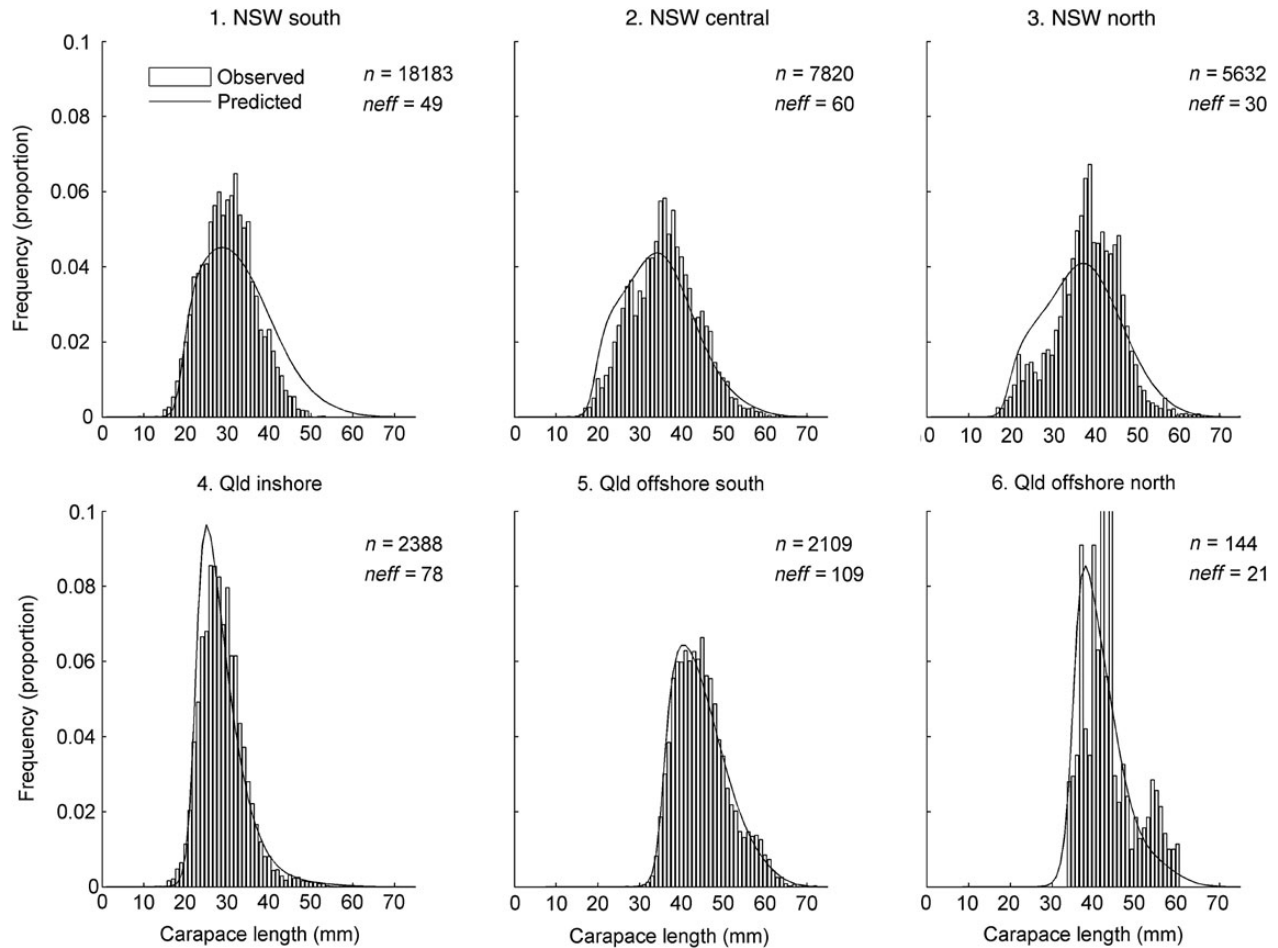 1. NSW south
2. NSW central
3. NSW north
0.1
0.08
0.06
0.04
0.02
0
Frequency (proportion)
Observed
Predicted
n = 18183
neff = 49
0 10 20 30 40 50 60 70
n = 7820
neff = 60
0 10 20 30 40 50 60 70
n = 5632
neff = 30
0 10 20 30 40 50 60 70
4. Qld inshore
5. Qld offshore south
6. Qld offshore north
0.1
0.08
0.06
0.04
0.02
0
Frequency (proportion)
n = 2388
neff = 78
0 10 20 30 40 50 60 70
Carapace length (mm)
n = 2109
neff = 109
0 10 20 30 40 50 60 70
Carapace length (mm)
n = 144
neff = 21
0 10 20 30 40 50 60 70
Carapace length (mm)